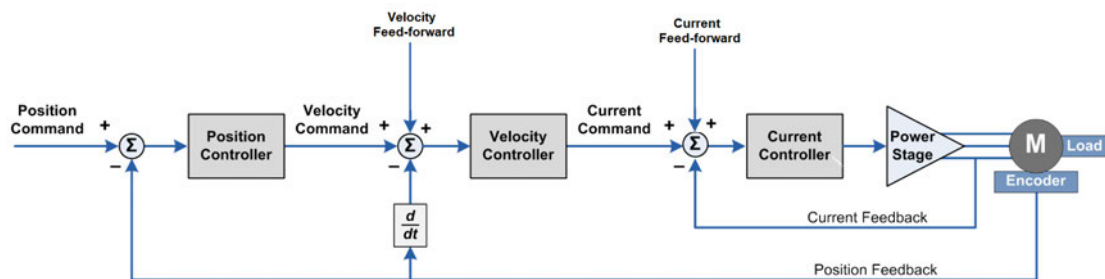 Velocity
Feed-forward
Current
Feed-forward
Position
Command
+
Σ
−
Position
Controller
Velocity
Command
+
+
Σ
−
Velocity
Controller
Current
Command
+
+
Σ
−
Current
Controller
Power
Stage
M
Load
Encoder
d
dt
Current Feedback
Position Feedback